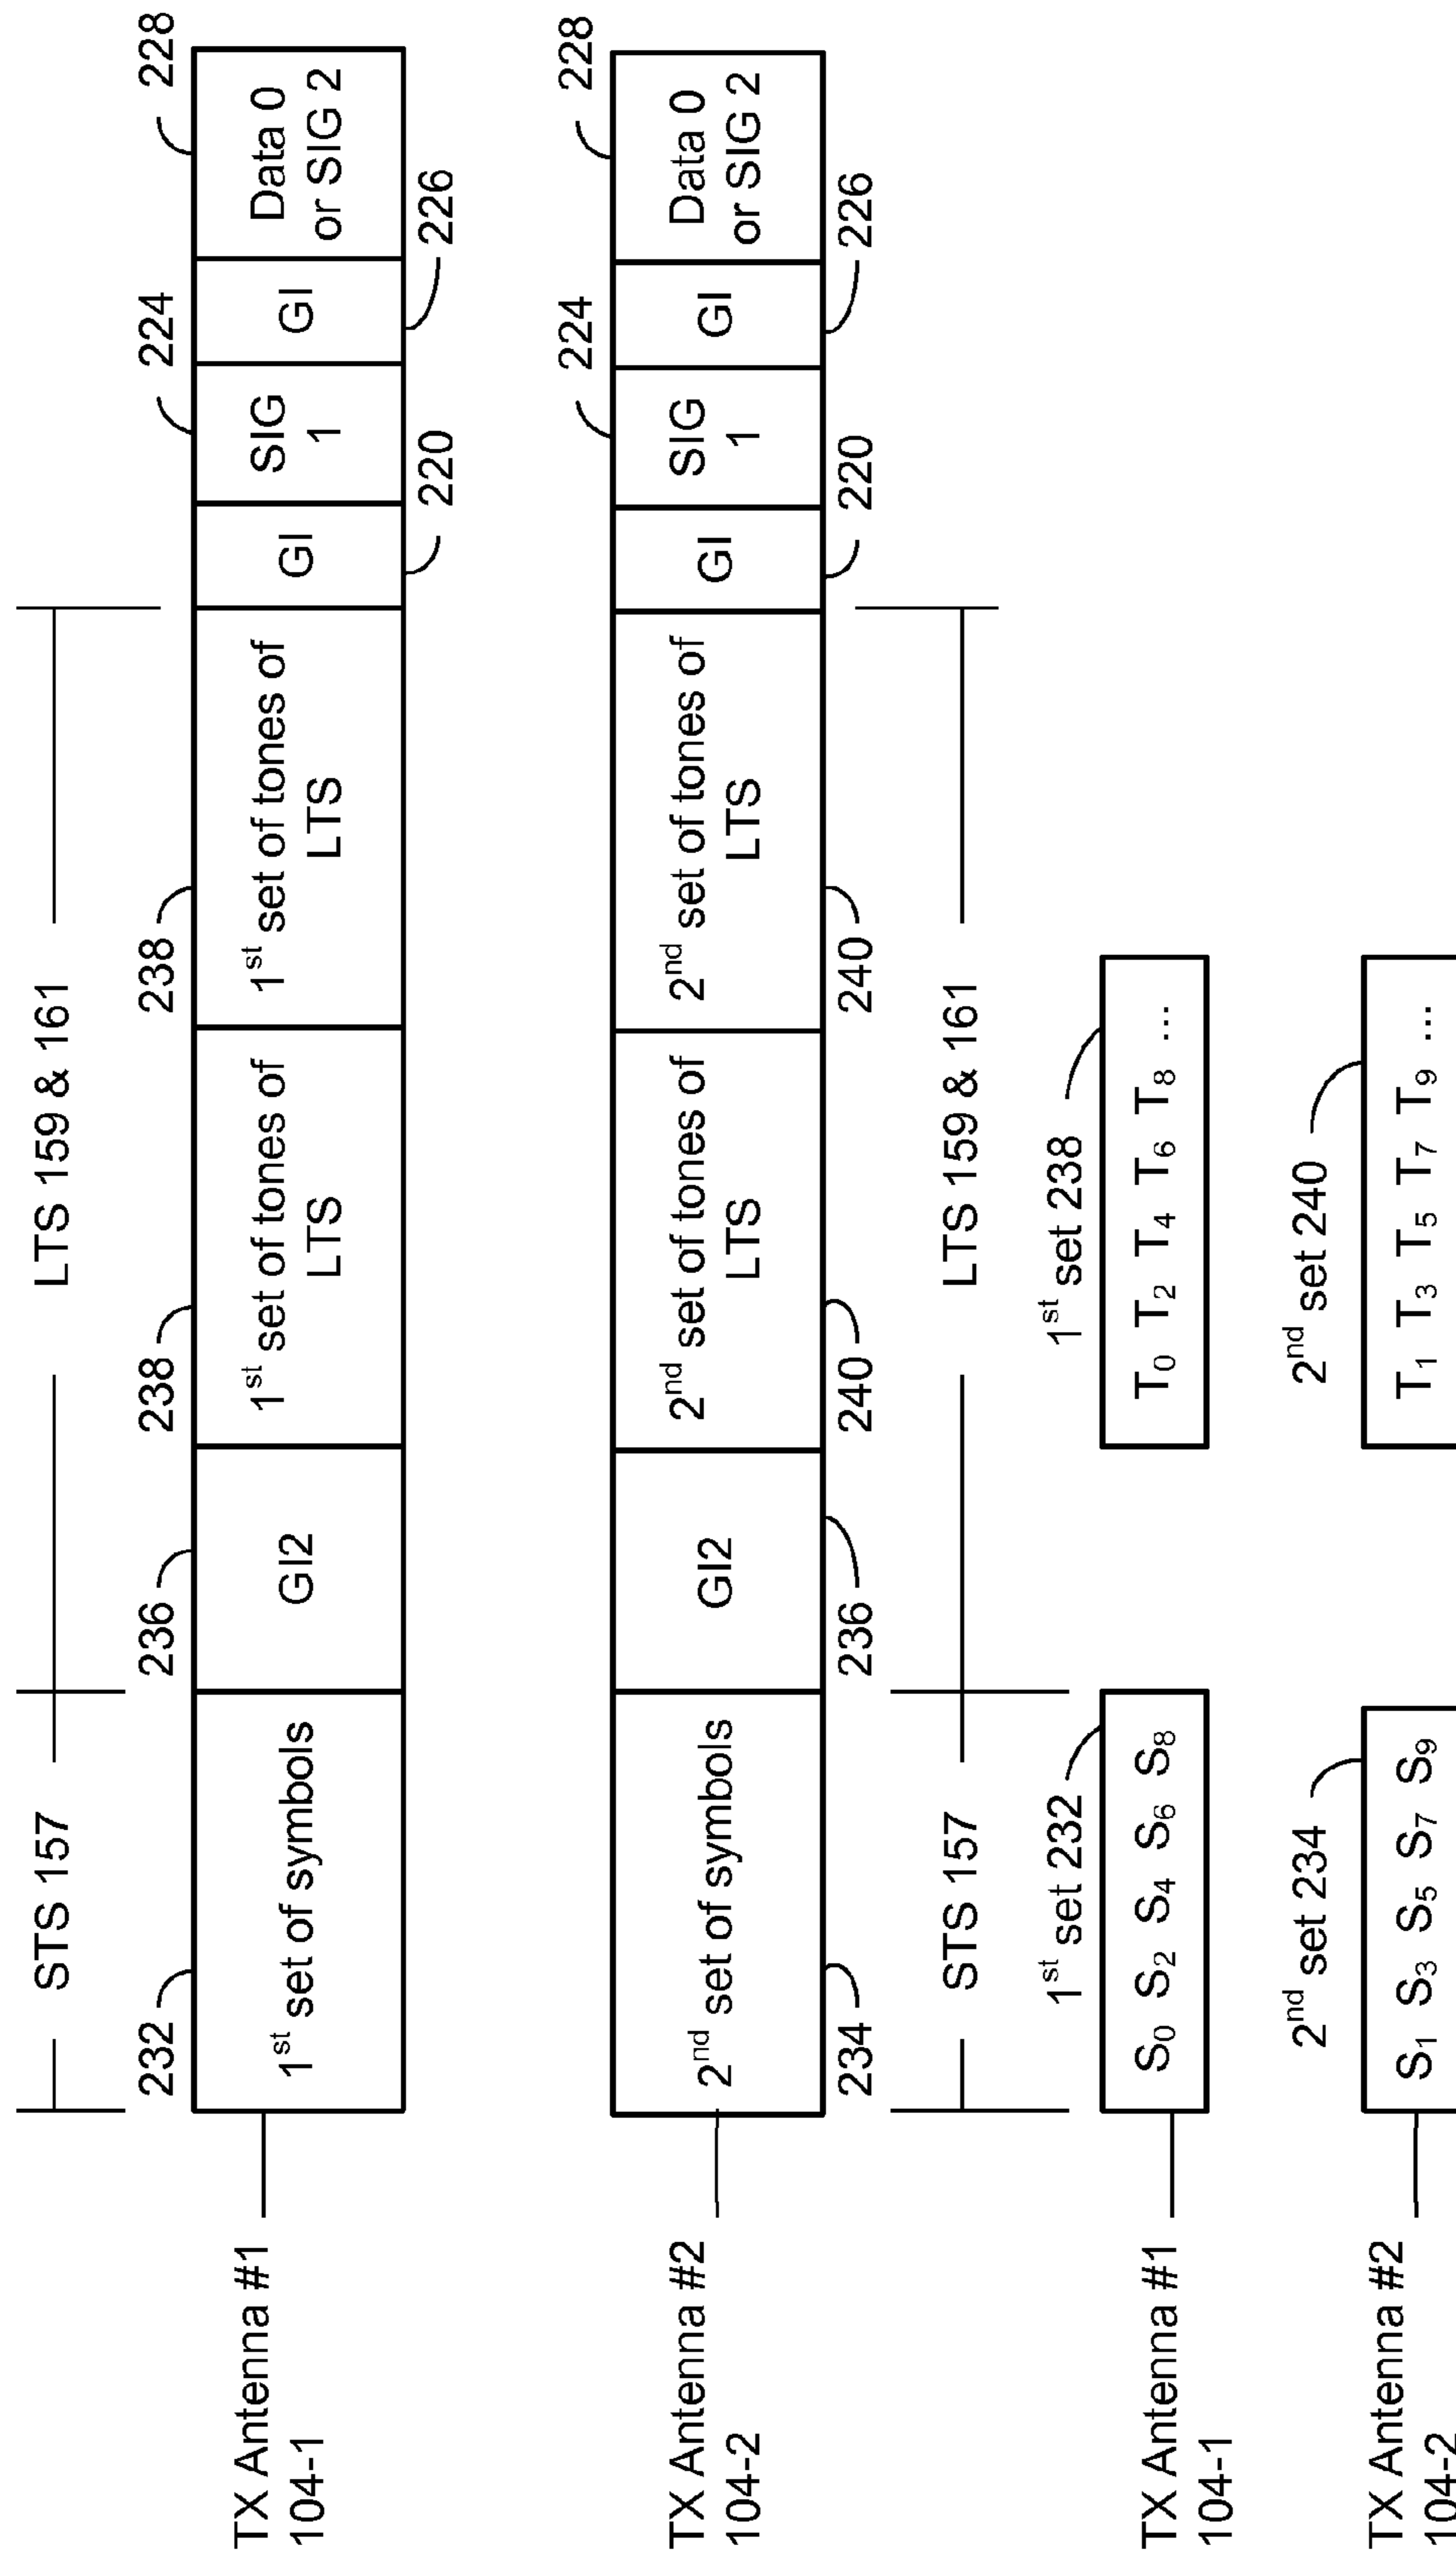 STS 157
LTS 159 & 161
232
236
238
238
224
228
TX Antenna #1
104-1
1st set of symbols
GI2
1st set of tones of
LTS
1st set of tones of
LTS
GI
SIG
1
GI
Data 0
or SIG 2
220
226
224
228
TX Antenna #2
104-2
2nd set of symbols
GI2
2nd set of tones of
LTS
2nd set of tones of
LTS
GI
SIG
1
GI
Data 0
or SIG 2
234
236
240
240
220
226
STS 157
LTS 159 & 161
1st set 232
1st set 238
TX Antenna #1
104-1
S0 S2 S4 S6 S8
T0 T2 T4 T6 T8 ...
2nd set 234
2nd set 240
TX Antenna #2
104-2
S1 S3 S5 S7 S9
T1 T3 T5 T7 T9 ...